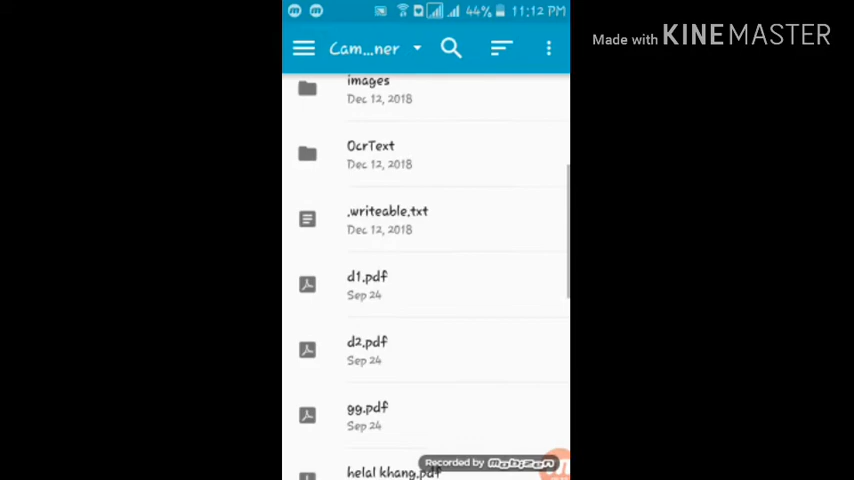 44% 11:12 PM
Made with KINEMASTER
Cam...ner
images
Dec 12, 2018
OcrText
Dec 12, 2018
.writeable.txt
Dec 12, 2018
d1.pdf
Sep 24
d2.pdf
Sep 24
gg.pdf
Sep 24
helal khang.pdf
Recorded by mobizen